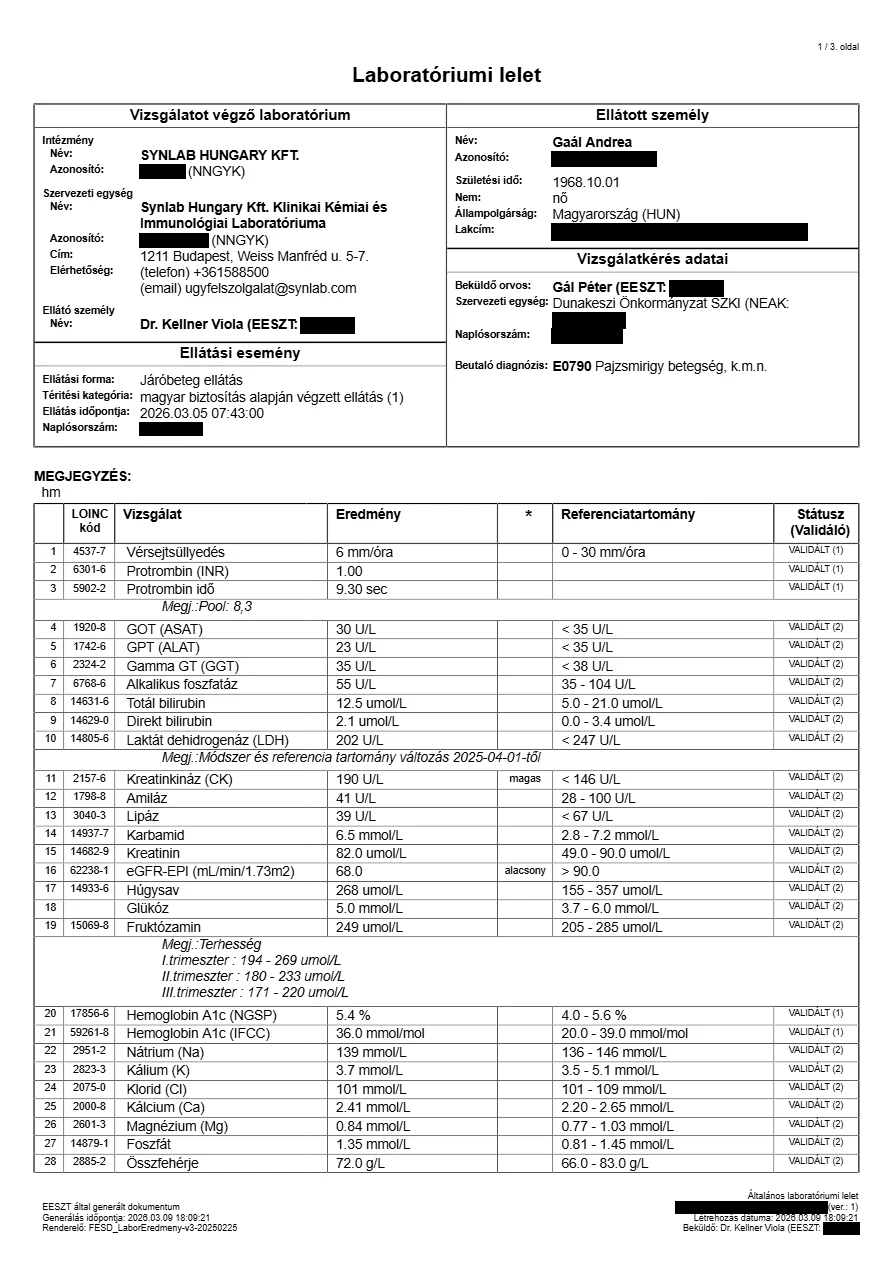 1 / 3. oldal
Laboratóriumi lelet
Vizsgálatot végző laboratórium
Intézmény
Név: SYNLAB HUNGARY KFT.
Azonosító: (NNGYK)
Szervezeti egység
Név: Synlab Hungary Kft. Klinikai Kémiai és
Immunológiai Laboratóriuma
Azonosító: (NNGYK)
Cím: 1211 Budapest, Weiss Manfréd u. 5-7.
Elérhetőség: (telefon) +361588500
(email) ugyfelszolgalat@synlab.com
Ellátó személy
Név: Dr. Kellner Viola (EESZT:
Ellátási esemény
Ellátási forma: Járóbeteg ellátás
Térítési kategória: magyar biztosítás alapján végzett ellátás (1)
Ellátás időpontja: 2026.03.05 07:43:00
Naplósorszám:
Ellátott személy
Név: Gaál Andrea
Azonosító:
Születési idő: 1968.10.01
Nem: nő
Állampolgárság: Magyarország (HUN)
Lakcím:
Vizsgálatkérés adatai
Beküldő orvos: Gál Péter (EESZT:
Szervezeti egység: Dunakeszi Önkormányzat SZKI (NEAK:
Naplósorszám:
Beutaló diagnózis: E0790 Pajzsmirigy betegség, k.m.n.
MEGJEGYZÉS:
hm
LOINC kód Vizsgálat Eredmény * Referenciatartomány Státusz (Validáló)
1 4537-7 Vérsejtsüllyedés 6 mm/óra 0 - 30 mm/óra VALIDÁLT (1)
2 6301-6 Protrombin (INR) 1.00 VALIDÁLT (1)
3 5902-2 Protrombin idő 9.30 sec VALIDÁLT (1)
Megj.:Pool: 8,3
4 1920-8 GOT (ASAT) 30 U/L < 35 U/L VALIDÁLT (2)
5 1742-6 GPT (ALAT) 23 U/L < 35 U/L VALIDÁLT (2)
6 2324-2 Gamma GT (GGT) 35 U/L < 38 U/L VALIDÁLT (2)
7 6768-6 Alkalikus foszfatáz 55 U/L 35 - 104 U/L VALIDÁLT (2)
8 14631-6 Totál bilirubin 12.5 umol/L 5.0 - 21.0 umol/L VALIDÁLT (2)
9 14629-0 Direkt bilirubin 2.1 umol/L 0.0 - 3.4 umol/L VALIDÁLT (2)
10 14805-6 Laktát dehidrogenáz (LDH) 202 U/L < 247 U/L VALIDÁLT (2)
Megj.:Módszer és referencia tartomány változás 2025-04-01-től
11 2157-6 Kreatinkináz (CK) 190 U/L magas < 146 U/L VALIDÁLT (2)
12 1798-8 Amiláz 41 U/L 28 - 100 U/L VALIDÁLT (2)
13 3040-3 Lipáz 39 U/L < 67 U/L VALIDÁLT (2)
14 14937-7 Karbamid 6.5 mmol/L 2.8 - 7.2 mmol/L VALIDÁLT (2)
15 14682-9 Kreatinin 82.0 umol/L 49.0 - 90.0 umol/L VALIDÁLT (2)
16 62238-1 eGFR-EPI (mL/min/1.73m2) 68.0 alacsony > 90.0 VALIDÁLT (2)
17 14933-6 Húgysav 268 umol/L 155 - 357 umol/L VALIDÁLT (2)
18 Glükóz 5.0 mmol/L 3.7 - 6.0 mmol/L VALIDÁLT (2)
19 15069-8 Fruktózamin 249 umol/L 205 - 285 umol/L VALIDÁLT (2)
Megj.:Terhesség
I.trimeszter : 194 - 269 umol/L
II.trimeszter : 180 - 233 umol/L
III.trimeszter : 171 - 220 umol/L
20 17856-6 Hemoglobin A1c (NGSP) 5.4 % 4.0 - 5.6 % VALIDÁLT (1)
21 59261-8 Hemoglobin A1c (IFCC) 36.0 mmol/mol 20.0 - 39.0 mmol/mol VALIDÁLT (1)
22 2951-2 Nátrium (Na) 139 mmol/L 136 - 146 mmol/L VALIDÁLT (2)
23 2823-3 Kálium (K) 3.7 mmol/L 3.5 - 5.1 mmol/L VALIDÁLT (2)
24 2075-0 Klorid (Cl) 101 mmol/L 101 - 109 mmol/L VALIDÁLT (2)
25 2000-8 Kálcium (Ca) 2.41 mmol/L 2.20 - 2.65 mmol/L VALIDÁLT (2)
26 2601-3 Magnézium (Mg) 0.84 mmol/L 0.77 - 1.03 mmol/L VALIDÁLT (2)
27 14879-1 Foszfát 1.35 mmol/L 0.81 - 1.45 mmol/L VALIDÁLT (2)
28 2885-2 Összfehérje 72.0 g/L 66.0 - 83.0 g/L VALIDÁLT (2)
EESZT által generált dokumentum
Generálás időpontja: 2026.03.09 18:09:21
Renderelő: FESD_LaborEredmeny-v3-20250225
Általános laboratóriumi lelet
(ver.: 1)
Létrehozás dátuma: 2026.03.09 18:09:21
Beküldő: Dr. Kellner Viola (EESZT: